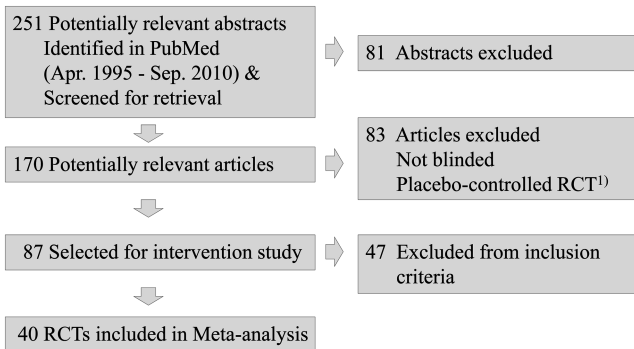 251 Potentially relevant abstracts
Identified in PubMed
(Apr. 1995 - Sep. 2010) &
Screened for retrieval
81 Abstracts excluded
170 Potentially relevant articles
83 Articles excluded
Not blinded
Placebo-controlled RCT1)
87 Selected for intervention study
47 Excluded from inclusion
criteria
40 RCTs included in Meta-analysis